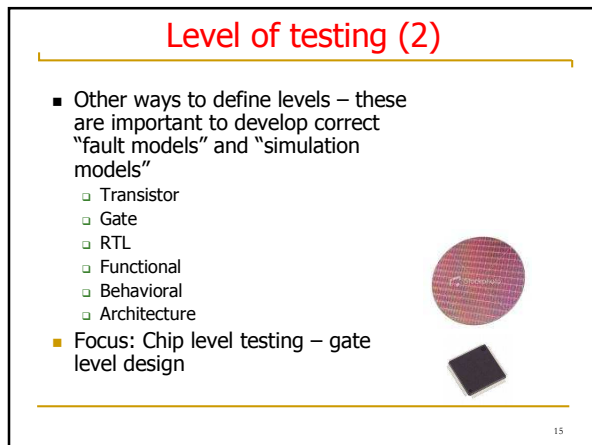 Level of testing (2)
Other ways to define levels – these
are important to develop correct
“fault models” and “simulation
models”
Transistor
Gate
RTL
Functional
Behavioral
Architecture
Focus: Chip level testing – gate
level design
15